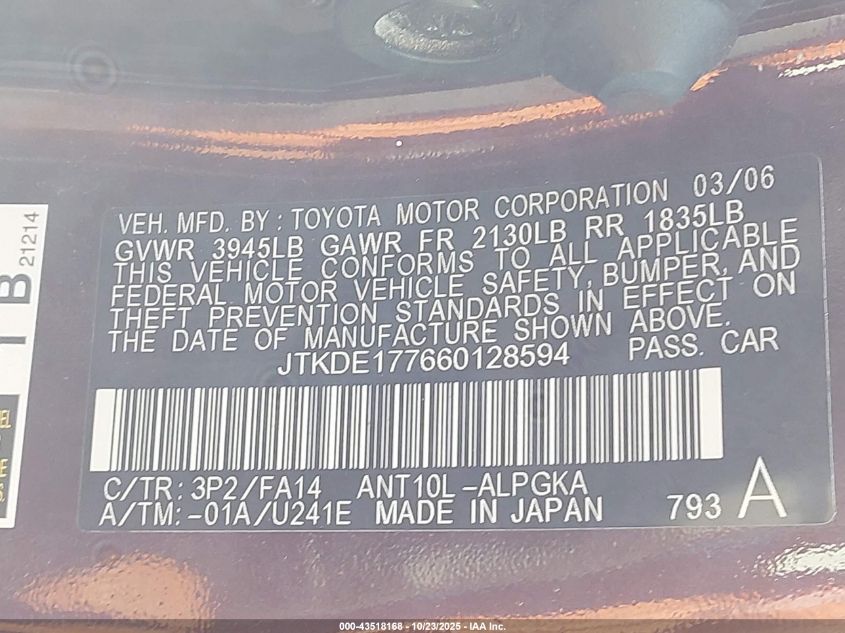 VEH. MFD. BY : TOYOTA MOTOR CORPORATION 03/06
GVWR 3945LB GAWR FR 2130LB RR 1835LB
THIS VEHICLE CONFORMS TO ALL APPLICABLE
FEDERAL MOTOR VEHICLE SAFETY, BUMPER, AND
THEFT PREVENTION STANDARDS IN EFFECT ON
THE DATE OF MANUFACTURE SHOWN ABOVE.
JTKDE177660128594 PASS. CAR
C/TR: 3P2/FA14 ANT10L-ALPGKA
A/TM:-01A/U241E MADE IN JAPAN 793 A
B
21214
000-43518168 - 10/23/2025 - IAA Inc.